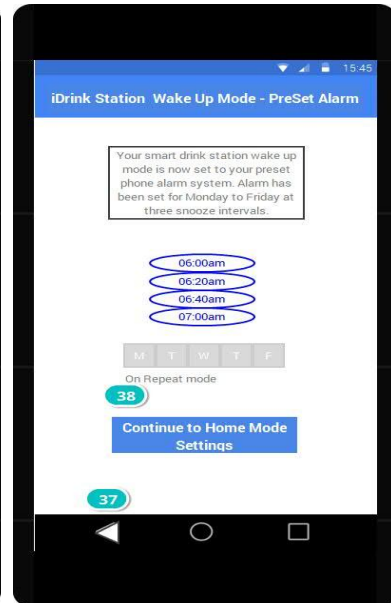 15:45
iDrink Station Wake Up Mode - PreSet Alarm
Your smart drink station wake up
mode is now set to your preset
phone alarm system. Alarm has
been set for Monday to Friday at
three snooze intervals.
06:00am
06:20am
06:40am
07:00am
M T W T F
On Repeat mode
38
Continue to Home Mode
Settings
37